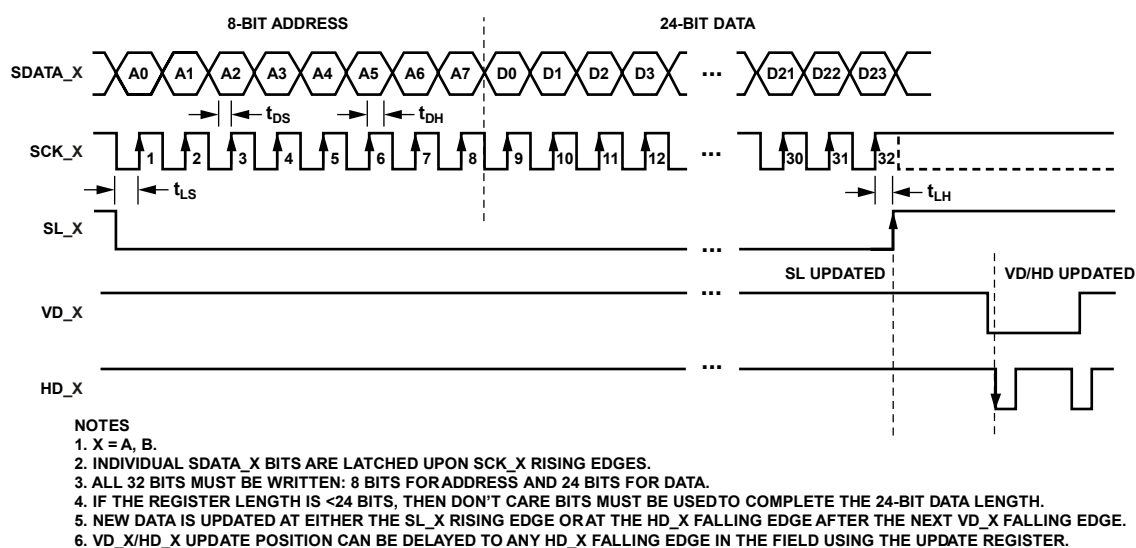 8-BIT ADDRESS 24-BIT DATA
SDATA_X A0 A1 A2 A3 A4 A5 A6 A7 D0 D1 D2 D3 ... D21 D22 D23
tDS tDH
SCK_X 1 2 3 4 5 6 7 8 9 10 11 12 ... 30 31 32
tLS tLH
SL_X ...
SL UPDATED VD/HD UPDATED
VD_X ...
HD_X ...
NOTES
1. X = A, B.
2. INDIVIDUAL SDATA_X BITS ARE LATCHED UPON SCK_X RISING EDGES.
3. ALL 32 BITS MUST BE WRITTEN: 8 BITS FOR ADDRESS AND 24 BITS FOR DATA.
4. IF THE REGISTER LENGTH IS <24 BITS, THEN DON'T CARE BITS MUST BE USED TO COMPLETE THE 24-BIT DATA LENGTH.
5. NEW DATA IS UPDATED AT EITHER THE SL_X RISING EDGE OR AT THE HD_X FALLING EDGE AFTER THE NEXT VD_X FALLING EDGE.
6. VD_X/HD_X UPDATE POSITION CAN BE DELAYED TO ANY HD_X FALLING EDGE IN THE FIELD USING THE UPDATE REGISTER.